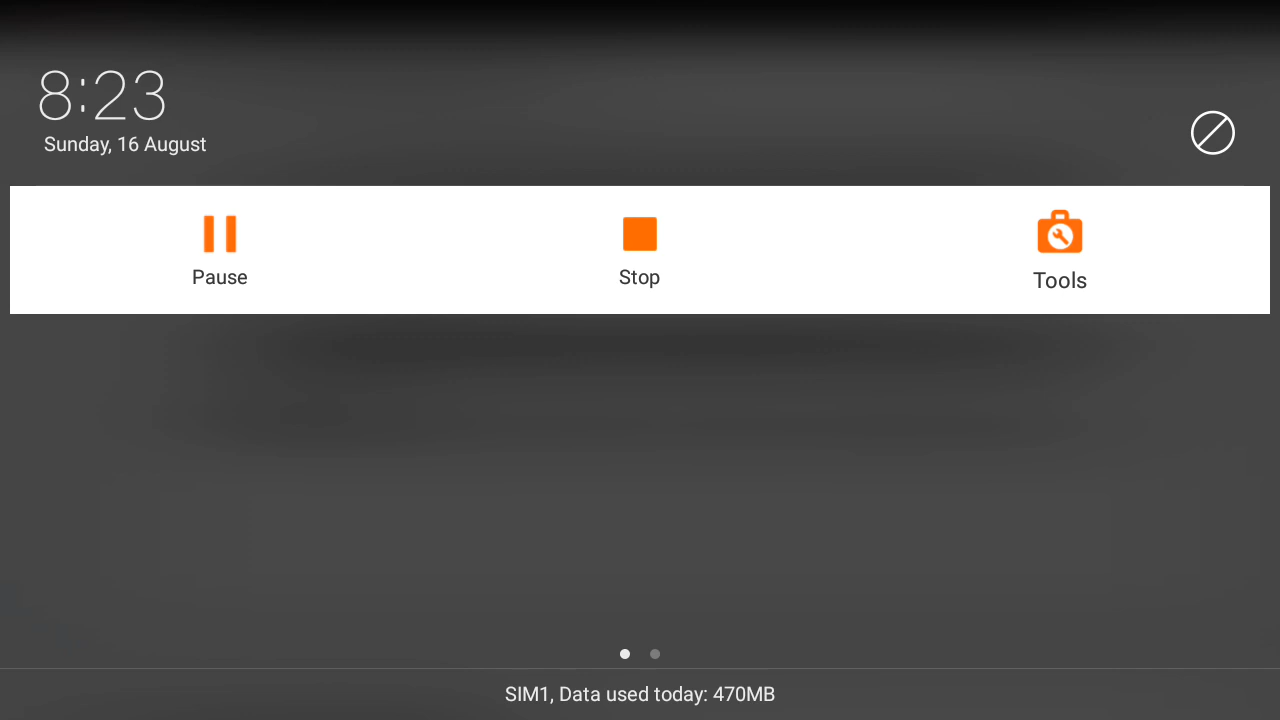 8:23
Sunday, 16 August
Pause
Stop
Tools
SIM1, Data used today: 470MB